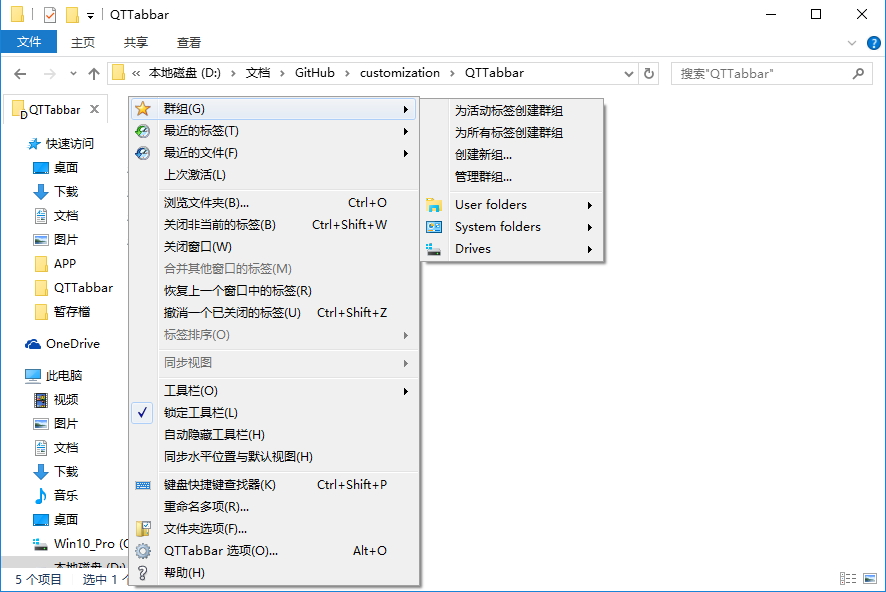 QTTabbar
文件 主页 共享 查看
« 本地磁盘 (D:) › 文档 › GitHub › customization › QTTabbar
搜索"QTTabbar"
QTTabbar
快速访问
桌面
下载
文档
图片
APP
QTTabbar
暂存檔
OneDrive
此电脑
视频
图片
文档
下载
音乐
桌面
Win10_Pro (C
本地磁盘 (D:)
5 个项目 选中 1 个
群组(G)
最近的标签(T)
最近的文件(F)
上次激活(L)
浏览文件夹(B)... Ctrl+O
关闭非当前的标签(B) Ctrl+Shift+W
关闭窗口(W)
合并其他窗口的标签(M)
恢复上一个窗口中的标签(R)
撤消一个已关闭的标签(U) Ctrl+Shift+Z
标签排序(O)
同步视图
工具栏(O)
锁定工具栏(L)
自动隐藏工具栏(H)
同步水平位置与默认视图(H)
键盘快捷键查找器(K) Ctrl+Shift+P
重命名多项(R)...
文件夹选项(F)...
QTTabBar 选项(O)... Alt+O
帮助(H)
为活动标签创建群组
为所有标签创建群组
创建新组...
管理群组...
User folders
System folders
Drives